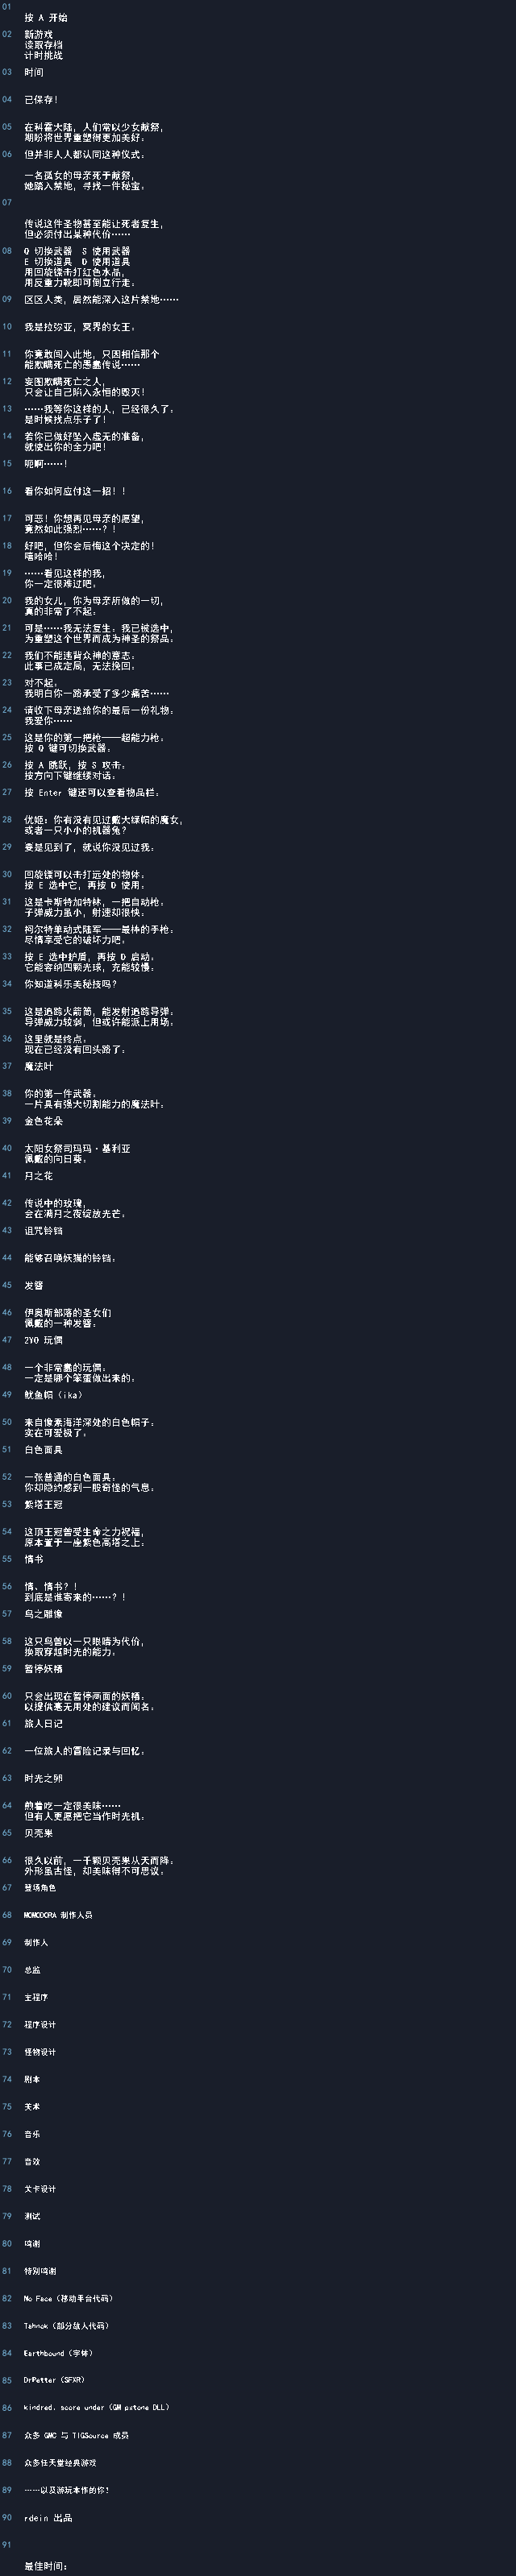 01
按 A 开始
02 新游戏
读取存档
计时挑战
03 时间
04 已保存！
05 在科霍大陆，人们常以少女献祭，
期盼将世界重塑得更加美好。
06 但并非人人都认同这种仪式。
一名孤女的母亲死于献祭，
她踏入禁地，寻找一件秘宝。
07
传说这件圣物甚至能让死者复生，
但必须付出某种代价……
08 Q 切换武器 S 使用武器
E 切换道具 D 使用道具
用回旋镖击打红色水晶，
用反重力靴即可倒立行走。
09 区区人类，居然能深入这片禁地……
10 我是拉弥亚，冥界的女王。
11 你竟敢闯入此地，只因相信那个
能欺瞒死亡的愚蠢传说……
12 妄图欺瞒死亡之人，
只会让自己陷入永恒的毁灭！
13 ……我等你这样的人，已经很久了。
是时候找点乐子了！
14 若你已做好坠入虚无的准备，
就使出你的全力吧！
15 呃啊……！
16 看你如何应付这一招！！
17 可恶！你想再见母亲的愿望，
竟然如此强烈……？！
18 好吧，但你会后悔这个决定的！
嘻哈哈！
19 ……看见这样的我，
你一定很难过吧。
20 我的女儿，你为母亲所做的一切，
真的非常了不起。
21 可是……我无法复生。我已被选中，
为重塑这个世界而成为神圣的祭品。
22 我们不能违背众神的意志。
此事已成定局，无法挽回。
23 对不起。
我明白你一路承受了多少痛苦……
24 请收下母亲送给你的最后一份礼物。
我爱你……
25 这是你的第一把枪——超能力枪。
按 Q 键可切换武器。
26 按 A 跳跃，按 S 攻击。
按方向下键继续对话。
27 按 Enter 键还可以查看物品栏。
28 优姬：你有没有见过戴大绿帽的魔女，
或者一只小小的机器兔？
29 要是见到了，就说你没见过我。
30 回旋镖可以击打远处的物体。
按 E 选中它，再按 D 使用。
31 这是卡斯特加特林，一把自动枪。
子弹威力虽小，射速却很快。
32 柯尔特单动式陆军——最棒的手枪。
尽情享受它的破坏力吧。
33 按 E 选中护盾，再按 D 启动。
它能容纳四颗光球，充能较慢。
34 你知道科乐美秘技吗？
35 这是追踪火箭筒，能发射追踪导弹。
导弹威力较弱，但或许能派上用场。
36 这里就是终点。
现在已经没有回头路了。
37 魔法叶
38 你的第一件武器。
一片具有强大切割能力的魔法叶。
39 金色花朵
40 太阳女祭司玛玛·基利亚
佩戴的向日葵。
41 月之花
42 传说中的玫瑰，
会在满月之夜绽放光芒。
43 诅咒铃铛
44 能够召唤妖猫的铃铛。
45 发簪
46 伊奥斯部落的圣女们
佩戴的一种发簪。
47 2YO 玩偶
48 一个非常蠢的玩偶。
一定是哪个笨蛋做出来的。
49 鱿鱼帽（ika）
50 来自像素海洋深处的白色帽子。
实在可爱极了。
51 白色面具
52 一张普通的白色面具。
你却隐约感到一股奇怪的气息。
53 紫塔王冠
54 这顶王冠曾受生命之力祝福，
原本置于一座紫色高塔之上。
55 情书
56 情、情书？！
到底是谁寄来的……？！
57 鸟之雕像
58 这只鸟曾以一只眼睛为代价，
换取穿越时光的能力。
59 暂停妖精
60 只会出现在暂停画面的妖精。
以提供毫无用处的建议而闻名。
61 旅人日记
62 一位旅人的冒险记录与回忆。
63 时光之卵
64 煎着吃一定很美味……
但有人更愿把它当作时光机。
65 贝壳果
66 很久以前，一千颗贝壳果从天而降。
外形虽古怪，却美味得不可思议。
67 登场角色
68 MOMODORA 制作人员
69 制作人
70 总监
71 主程序
72 程序设计
73 怪物设计
74 剧本
75 美术
76 音乐
77 音效
78 关卡设计
79 测试
80 鸣谢
81 特别鸣谢
82 No Face（移动平台代码）
83 Tahnok（部分敌人代码）
84 Earthbound（字体）
85 DrPetter（SFXR）
86 kindred, score under（GM pxtone DLL）
87 众多 GMC 与 TIGSource 成员
88 众多任天堂经典游戏
89 ……以及游玩本作的你！
90 rdein 出品
91
最佳时间：